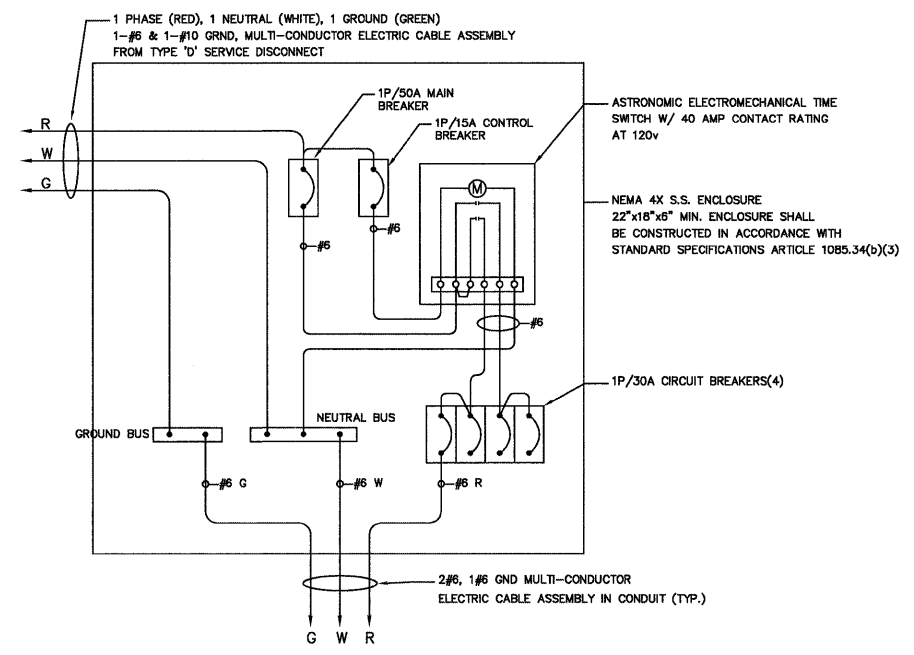 1 PHASE (RED), 1 NEUTRAL (WHITE), 1 GROUND (GREEN)
1-#6 & 1-#10 GRND, MULTI-CONDUCTOR ELECTRIC CABLE ASSEMBLY
FROM TYPE 'D' SERVICE DISCONNECT
1P/50A MAIN
BREAKER
1P/15A CONTROL
BREAKER
ASTRONOMIC ELECTROMECHANICAL TIME
SWITCH W/ 40 AMP CONTACT RATING
AT 120v
R
W
G
M
NEMA 4X S.S. ENCLOSURE
22"x18"x6" MIN. ENCLOSURE SHALL
BE CONSTRUCTED IN ACCORDANCE WITH
STANDARD SPECIFICATIONS ARTICLE 1085.34(b)(3)
#6
#6
#6
1P/30A CIRCUIT BREAKERS(4)
GROUND BUS
NEUTRAL BUS
#6 G
#6 W
#6 R
2#6, 1#6 GND MULTI-CONDUCTOR
ELECTRIC CABLE ASSEMBLY IN CONDUIT (TYP.)
G W R